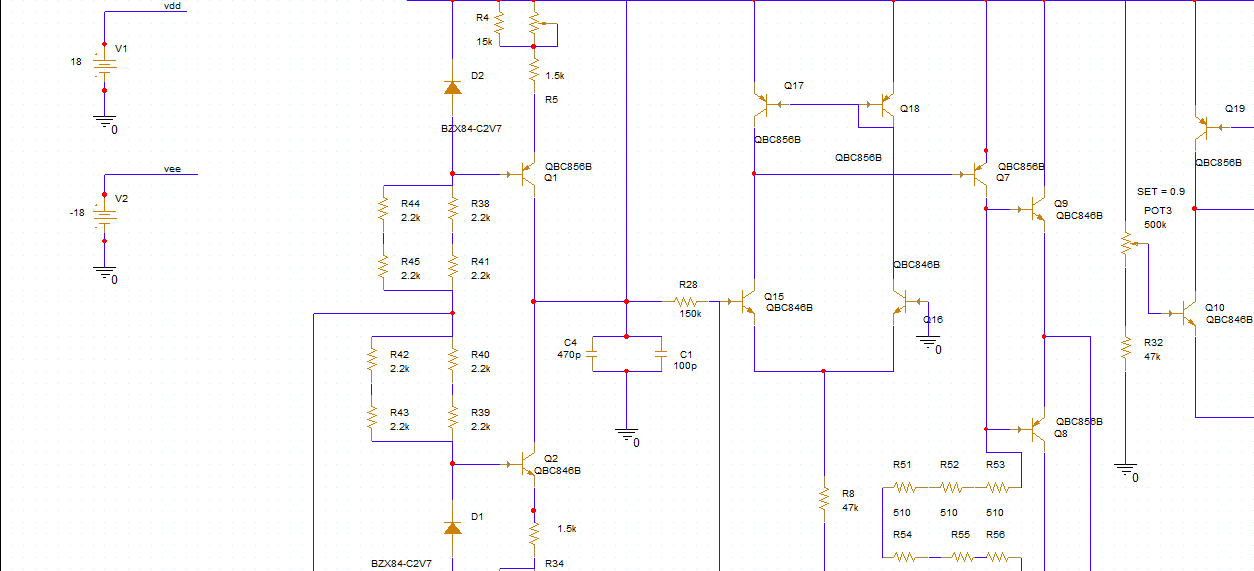 vdd
V1
18
0
vee
V2
-18
0
R4
15k
1.5k
R5
D2
BZX84-C2V7
QBC856B
Q1
R44
2.2k
R38
2.2k
R45
2.2k
R41
2.2k
R42
2.2k
R40
2.2k
R43
2.2k
R39
2.2k
Q2
QBC846B
D1
1.5k
BZX84-C2V7
R34
C4
470p
C1
100p
0
R28
150k
Q17
QBC856B
Q18
QBC856B
Q15
QBC846B
QBC846B
Q16
0
R8
47k
QBC856B
Q7
Q9
QBC846B
QBC856B
Q8
R51
R52
R53
510
510
510
R54
R55
R56
SET = 0.9
POT3
500k
R32
47k
0
Q19
QBC856B
Q10
QBC846B